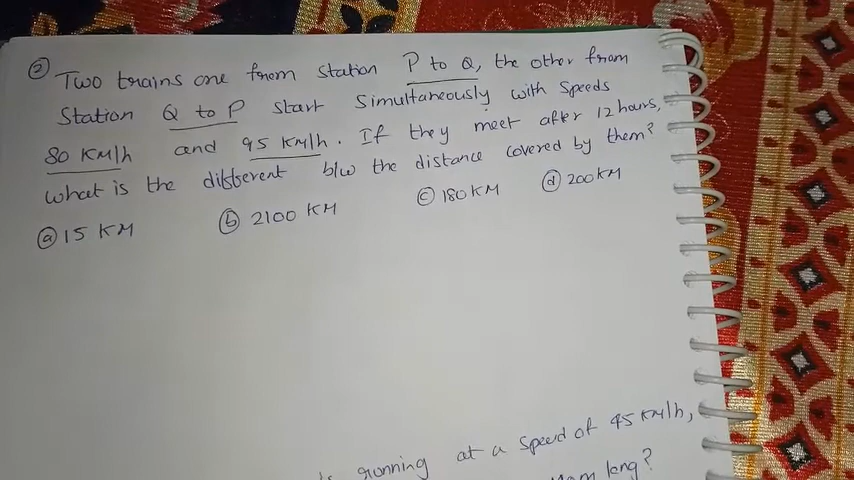 ② Two trains one from station P to Q, the other from
Station Q to P start Simultaneously with Speeds
80 KM/h and 95 KM/h. If they meet after 12 hours,
what is the different b/w the distance covered by them?
ⓐ 15 KM ⓑ 2100 KM ⓒ 180 KM ⓓ 200 KM
running at a speed of 45 KM/h,
long?